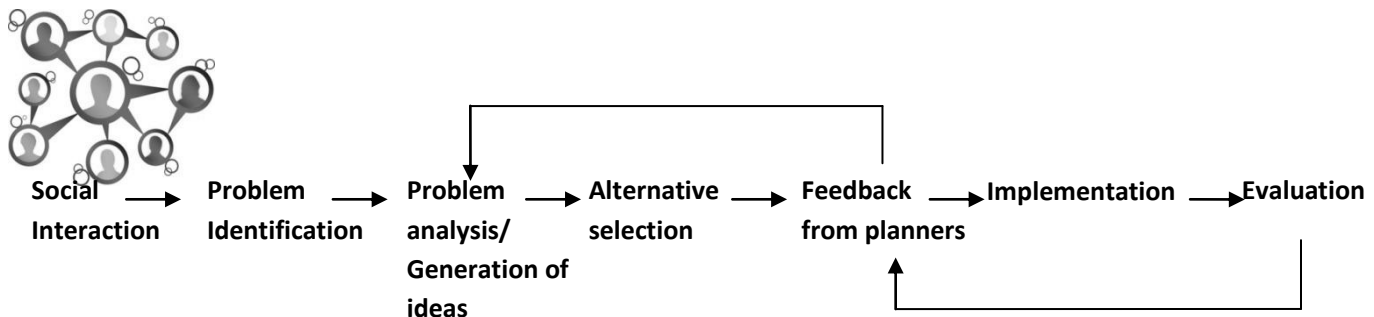 Social
Interaction
Problem
Identification
Problem
analysis/
Generation of
ideas
Alternative
selection
Feedback
from planners
Implementation
Evaluation